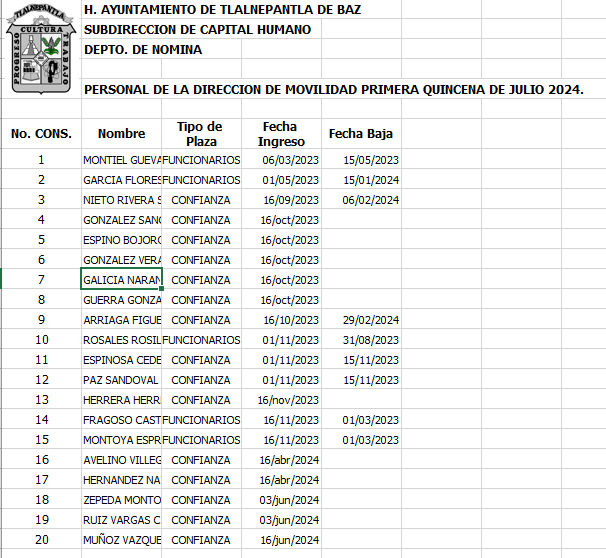 TLALNEPANTLA
CULTURA
PROGRESO
TRABAJO
H. AYUNTAMIENTO DE TLALNEPANTLA DE BAZ
SUBDIRECCION DE CAPITAL HUMANO
DEPTO. DE NOMINA
PERSONAL DE LA DIRECCION DE MOVILIDAD PRIMERA QUINCENA DE JULIO 2024.
No. CONS. Nombre Tipo de Plaza Fecha Ingreso Fecha Baja
1 MONTIEL GUEVA FUNCIONARIOS 06/03/2023 15/05/2023
2 GARCIA FLORES FUNCIONARIOS 01/05/2023 15/01/2024
3 NIETO RIVERA S CONFIANZA 16/09/2023 06/02/2024
4 GONZALEZ SANC CONFIANZA 16/oct/2023
5 ESPINO BOJORC CONFIANZA 16/oct/2023
6 GONZALEZ VERA CONFIANZA 16/oct/2023
7 GALICIA NARAN CONFIANZA 16/oct/2023
8 GUERRA GONZA CONFIANZA 16/oct/2023
9 ARRIAGA FIGUE CONFIANZA 16/10/2023 29/02/2024
10 ROSALES ROSIL FUNCIONARIOS 01/11/2023 31/08/2023
11 ESPINOSA CEDE CONFIANZA 01/11/2023 15/11/2023
12 PAZ SANDOVAL CONFIANZA 01/11/2023 15/11/2023
13 HERRERA HERR CONFIANZA 16/nov/2023
14 FRAGOSO CAST FUNCIONARIOS 16/11/2023 01/03/2023
15 MONTOYA ESPR FUNCIONARIOS 16/11/2023 01/03/2023
16 AVELINO VILLEG CONFIANZA 16/abr/2024
17 HERNANDEZ NA CONFIANZA 16/abr/2024
18 ZEPEDA MONTO CONFIANZA 03/jun/2024
19 RUIZ VARGAS C CONFIANZA 03/jun/2024
20 MUÑOZ VAZQUE CONFIANZA 16/jun/2024